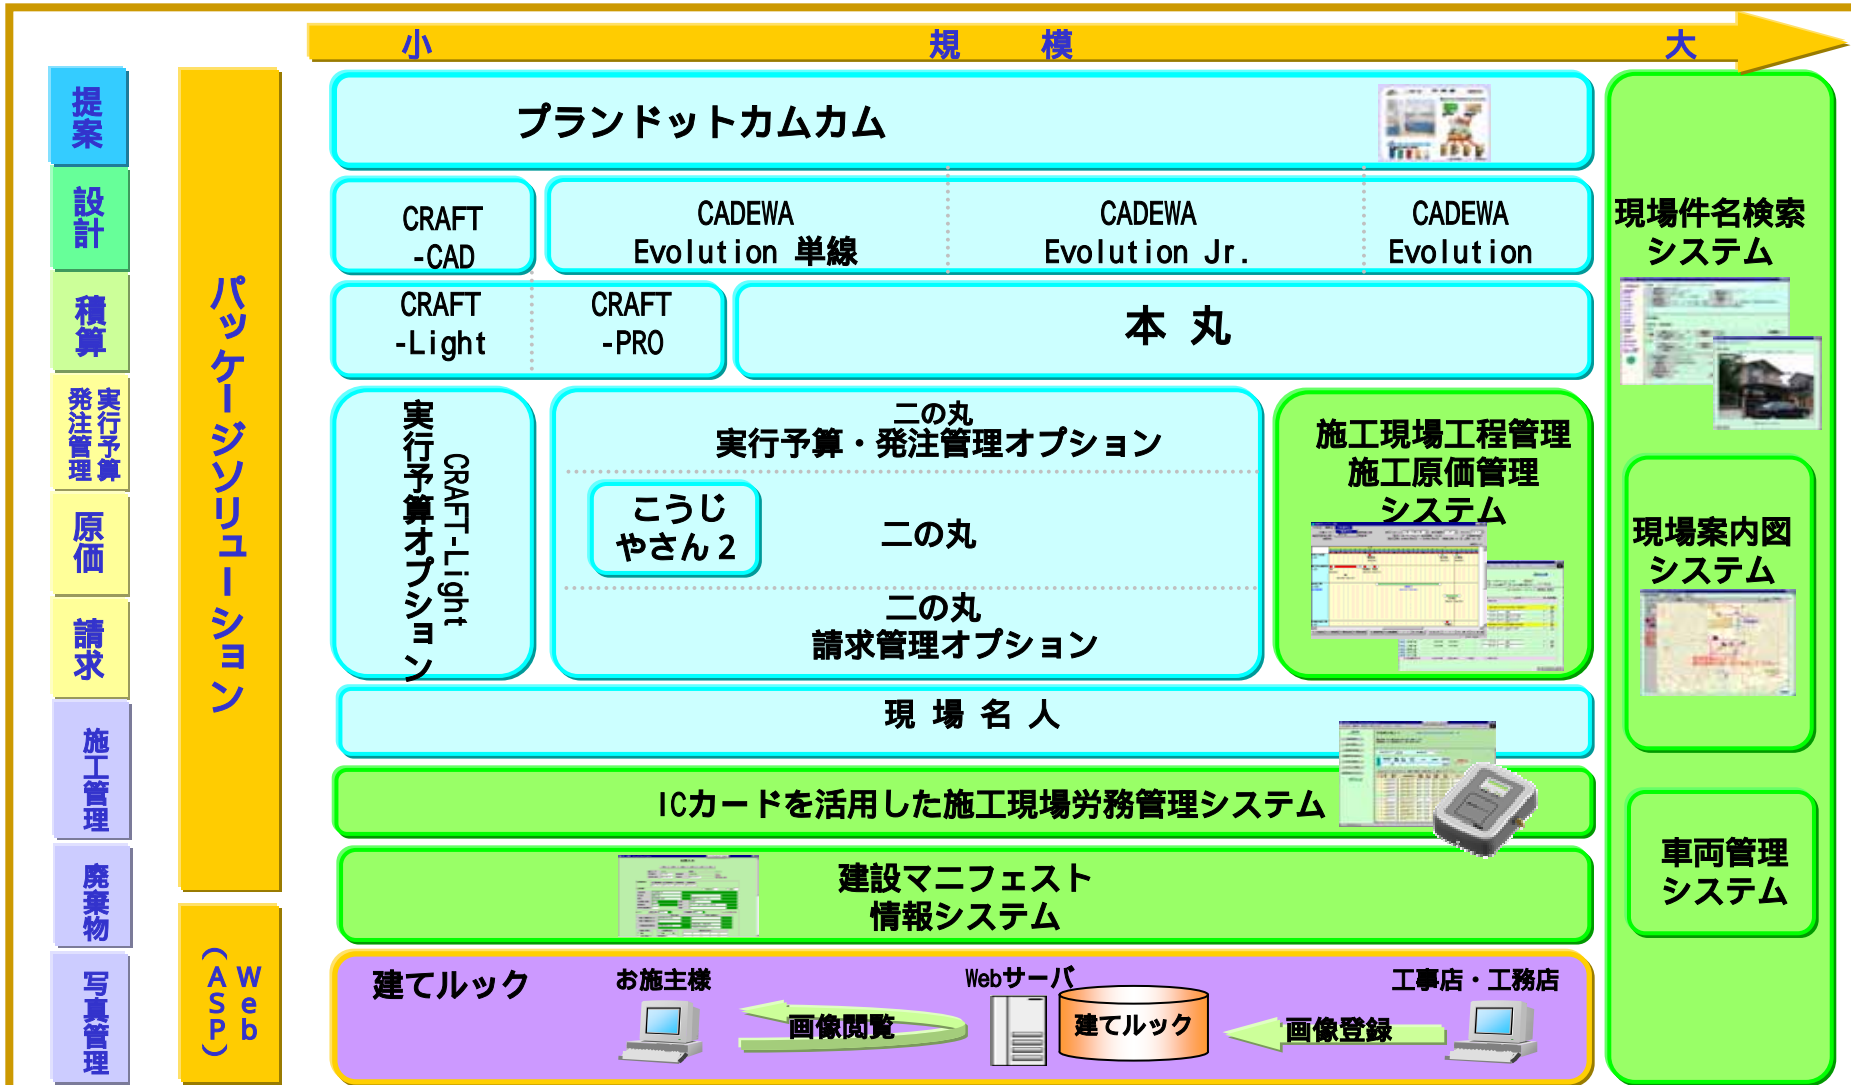 小 規 模 大
提案
設計
積算
実行予算
発注管理
原価
請求
施工管理
廃棄物
写真管理
パッケージソリューション
Web
(ASP)
プランドットカムカム
CRAFT
-CAD
CADEWA
Evolution 単線
CADEWA
Evolution Jr.
CADEWA
Evolution
CRAFT
-Light
CRAFT
-PRO
本 丸
CRAFT-Light
実行予算オプション
二の丸
実行予算・発注管理オプション
こうじ
やさん2
二の丸
二の丸
請求管理オプション
施工現場工程管理
施工原価管理
システム
現 場 名 人
ICカードを活用した施工現場労務管理システム
建設マニフェスト
情報システム
建てルック
お施主様
画像閲覧
Webサーバ
建てルック
画像登録
工事店・工務店
現場件名検索
システム
現場案内図
システム
車両管理
システム